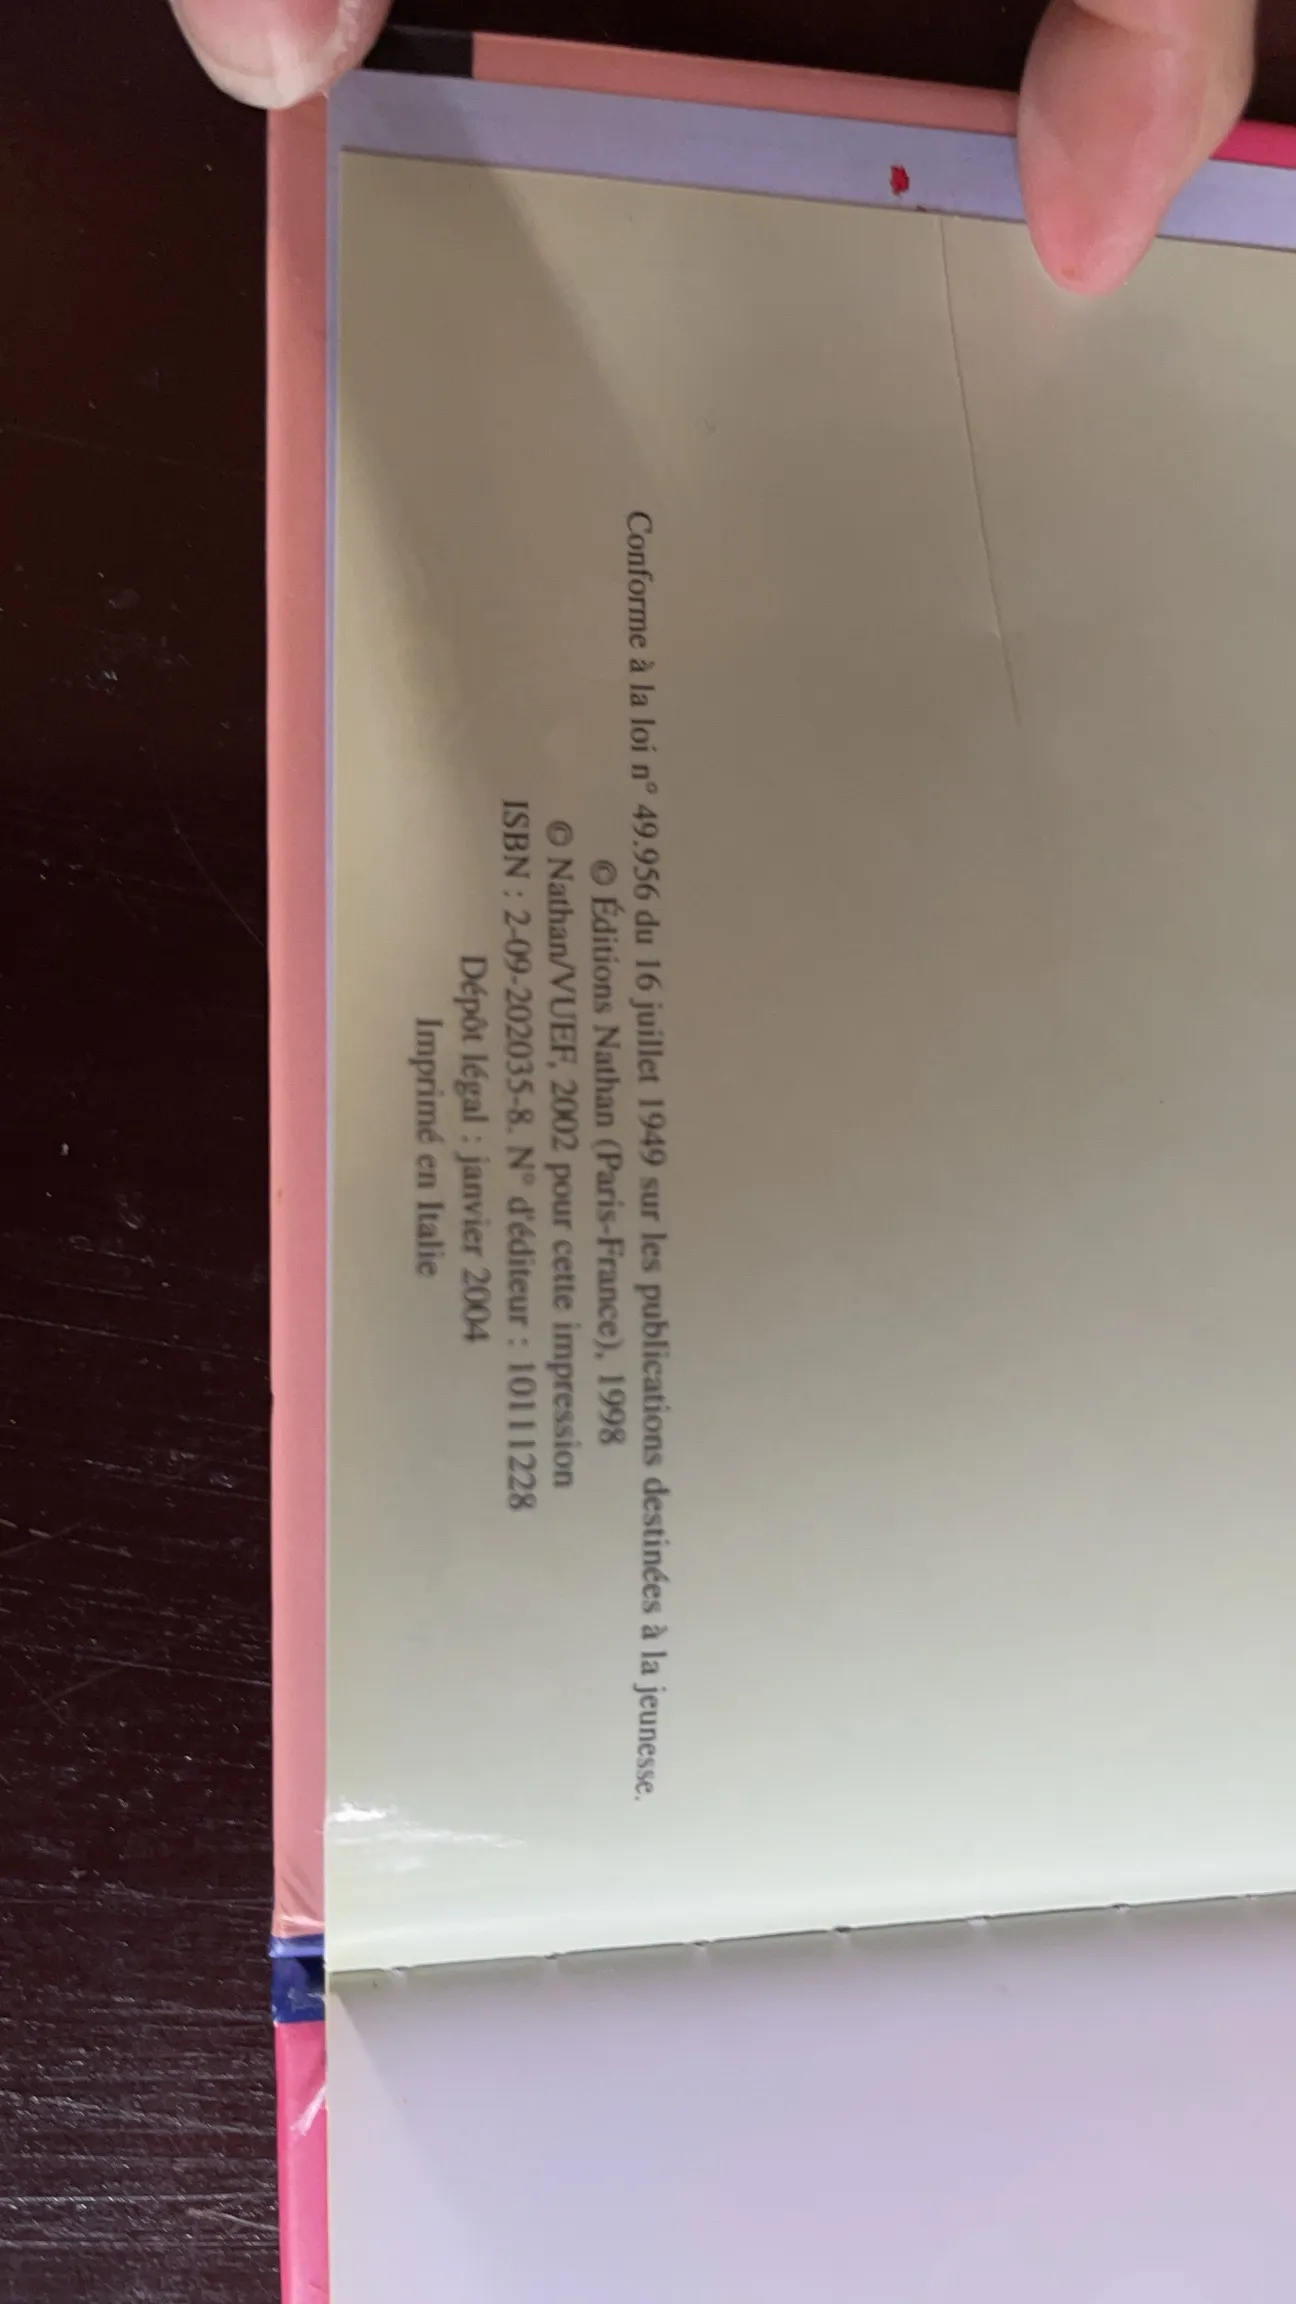 Conforme à la loi n° 49.956 du 16 juillet 1949 sur les publications destinées à la jeunesse.
© Éditions Nathan (Paris-France), 1998
© Nathan/VUEF, 2002 pour cette impression
ISBN : 2-09-202035-8. N° d'éditeur : 10111228
Dépôt légal : janvier 2004
Imprimé en Italie